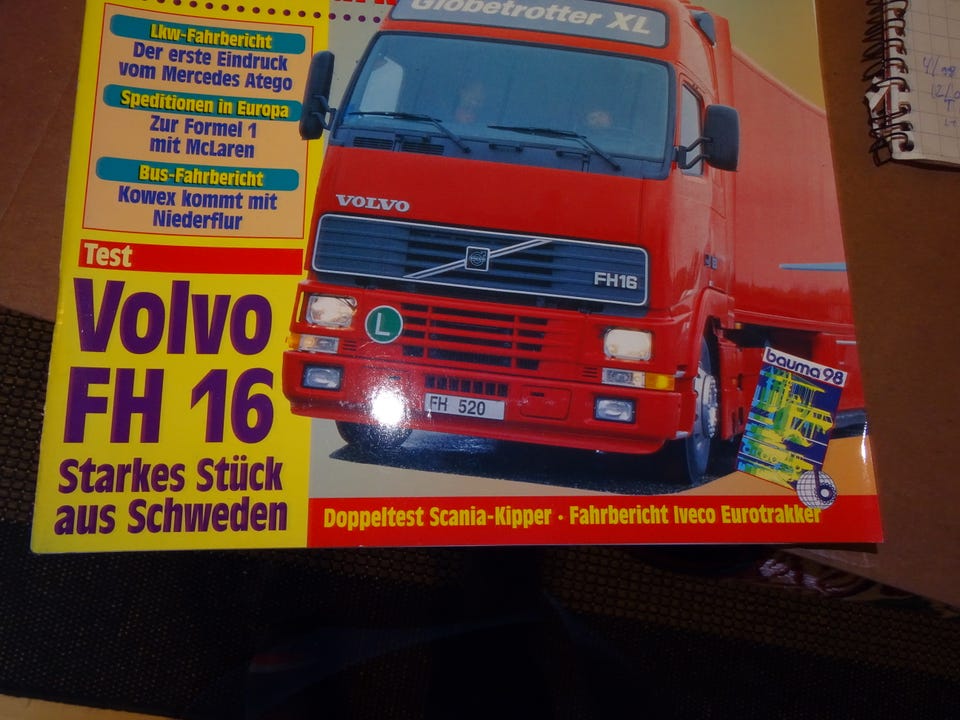 Lkw-Fahrbericht
Der erste Eindruck
vom Mercedes Atego
Speditionen in Europa
Zur Formel 1
mit McLaren
Bus-Fahrbericht
Kowex kommt mit
Niederflur
Test
Volvo
FH 16
Starkes Stück
aus Schweden
Globetrotter XL
VOLVO
FH16
L
FH 520
bauma 98
b
Doppeltest Scania-Kipper · Fahrbericht Iveco Eurotrakker